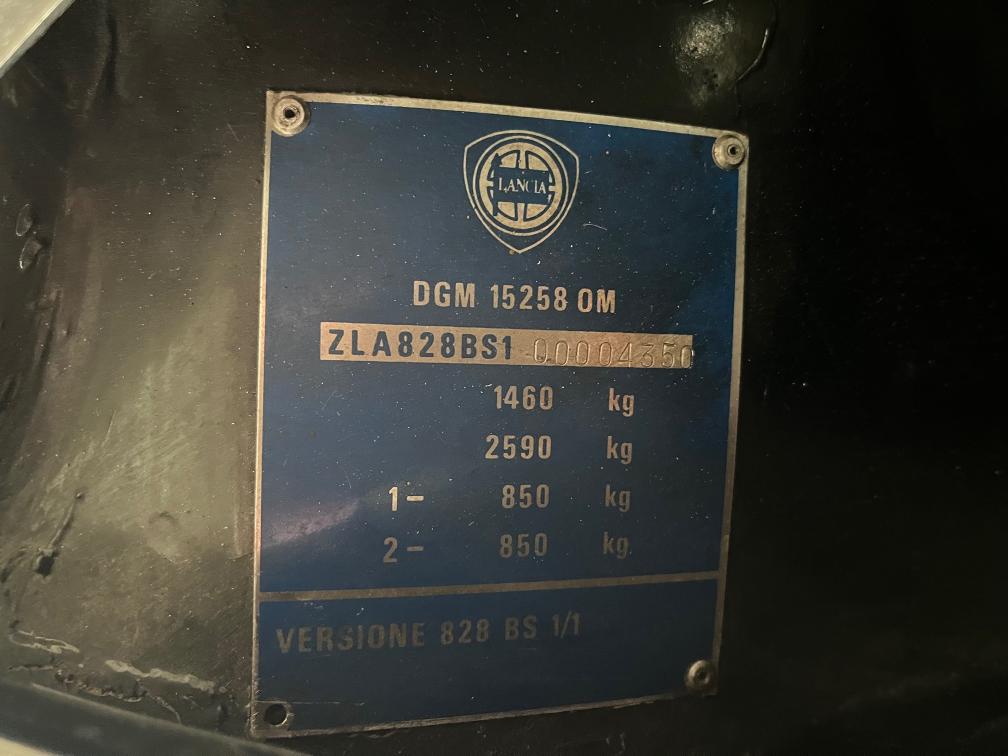 LANCIA
DGM 15258 OM
ZLA828BS1 00004350
1460 kg
2590 kg
1- 850 kg
2- 850 kg
VERSIONE 828 BS 1/1